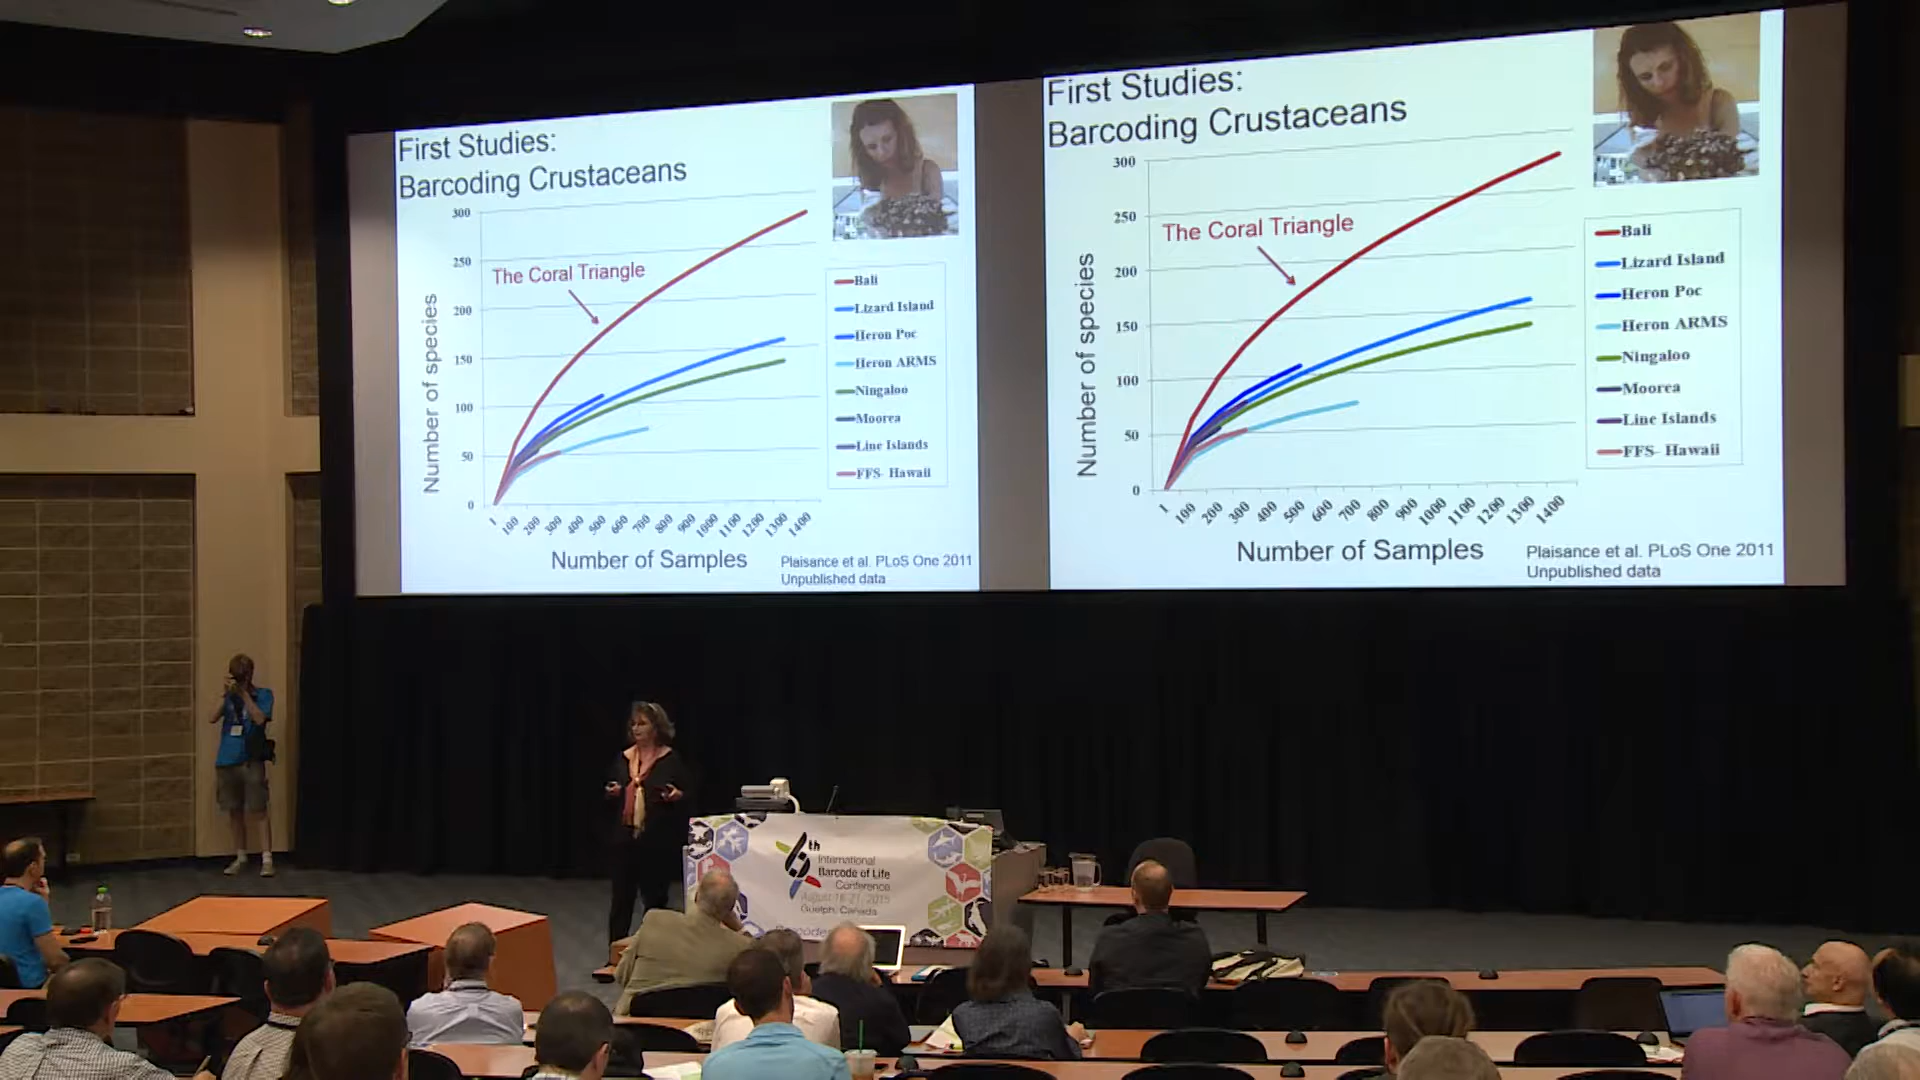 First Studies:
Barcoding Crustaceans
300
250
200
150
100
50
0
Number of species
The Coral Triangle
Bali
Lizard Island
Heron Poc
Heron ARMS
Ningaloo
Moorea
Line Islands
FFS- Hawaii
1 100 200 300 400 500 600 700 800 900 1000 1100 1200 1300 1400
Number of Samples
Plaisance et al. PLoS One 2011
Unpublished data
First Studies:
Barcoding Crustaceans
300
250
200
150
100
50
0
Number of species
The Coral Triangle
Bali
Lizard Island
Heron Poc
Heron ARMS
Ningaloo
Moorea
Line Islands
FFS- Hawaii
1 100 200 300 400 500 600 700 800 900 1000 1100 1200 1300 1400
Number of Samples
Plaisance et al. PLoS One 2011
Unpublished data
6th
International
Barcode of Life
Conference
August 18-21, 2015
Guelph, Canada